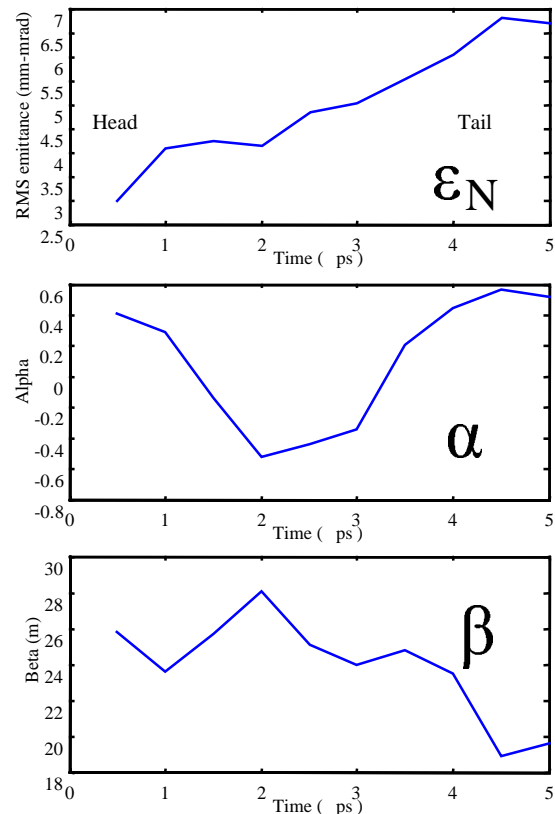 RMS emittance (mm-mrad)
7
6.5
6
5.5
5
4.5
4
3.5
3
2.5
Head
Tail
εN
0 1 2 3 4 5
Time ( ps)
Alpha
0.6
0.4
0.2
0
-0.2
-0.4
-0.6
-0.8
α
0 1 2 3 4 5
Time ( ps)
Beta (m)
30
28
26
24
22
20
18
β
0 1 2 3 4 5
Time ( ps)